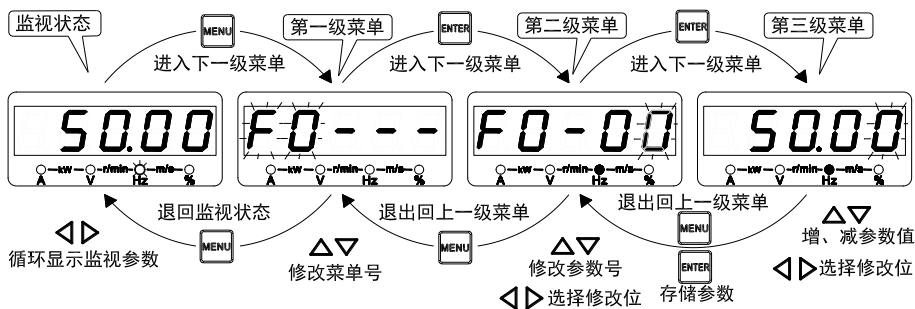 监视状态
MENU
第一级菜单
ENTER
第二级菜单
ENTER
第三级菜单
进入下一级菜单
进入下一级菜单
进入下一级菜单
50.00
F0---
F0-00
50.00
kw r/min m/s
A V Hz %
kw r/min m/s
A V Hz %
kw r/min m/s
A V Hz %
kw r/min m/s
A V Hz %
退回监视状态
退出回上一级菜单
退出回上一级菜单
MENU
MENU
MENU
循环显示监视参数
修改菜单号
修改参数号
选择修改位
ENTER
存储参数
增、减参数值
选择修改位